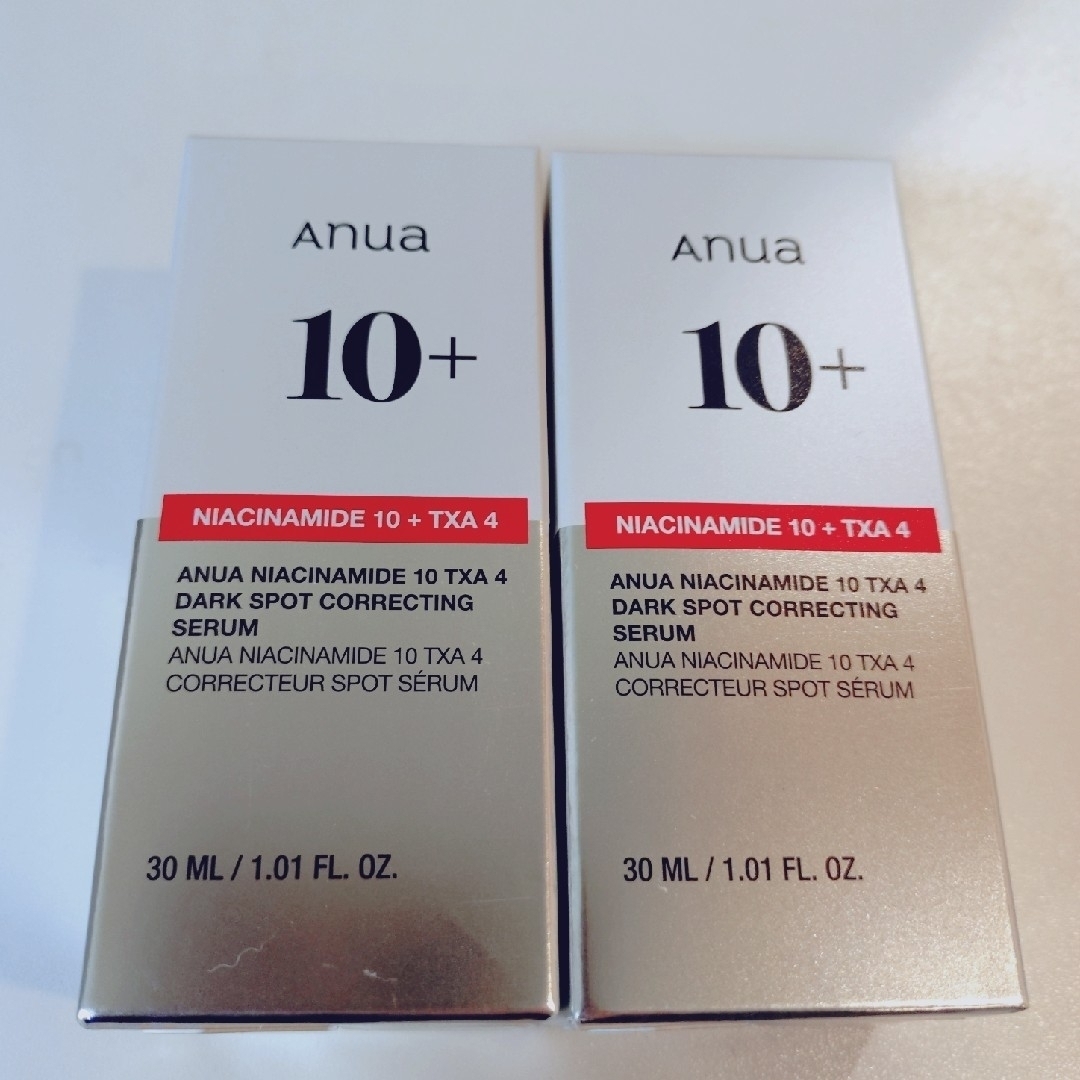 Anua
10+
NIACINAMIDE 10 + TXA 4
ANUA NIACINAMIDE 10 TXA 4
DARK SPOT CORRECTING
SERUM
ANUA NIACINAMIDE 10 TXA 4
CORRECTEUR SPOT SÉRUM
30 ML / 1.01 FL. OZ.
Anua
10+
NIACINAMIDE 10 + TXA 4
ANUA NIACINAMIDE 10 TXA 4
DARK SPOT CORRECTING
SERUM
ANUA NIACINAMIDE 10 TXA 4
CORRECTEUR SPOT SÉRUM
30 ML / 1.01 FL. OZ.